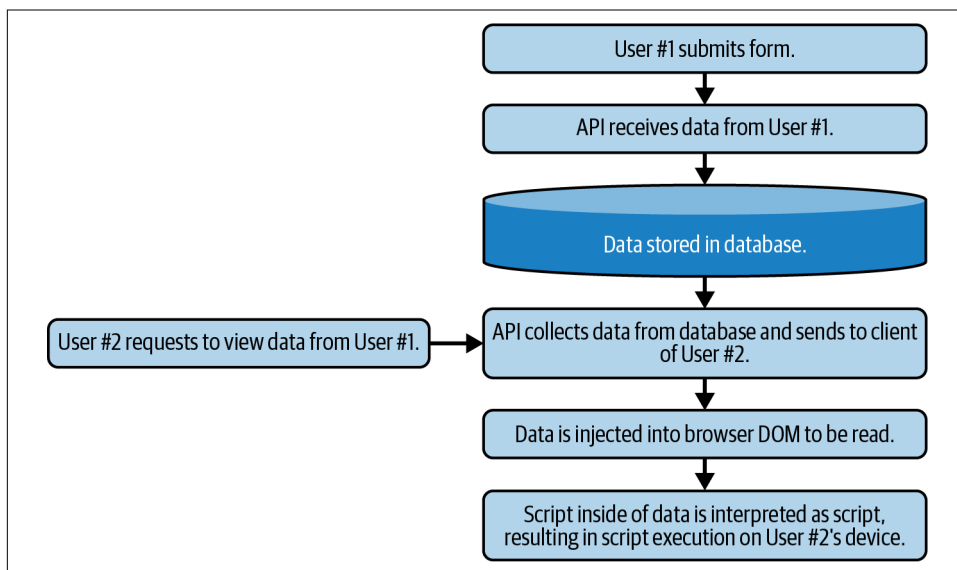 User #1 submits form.
API receives data from User #1.
Data stored in database.
User #2 requests to view data from User #1.
API collects data from database and sends to client
of User #2.
Data is injected into browser DOM to be read.
Script inside of data is interpreted as script,
resulting in script execution on User #2's device.